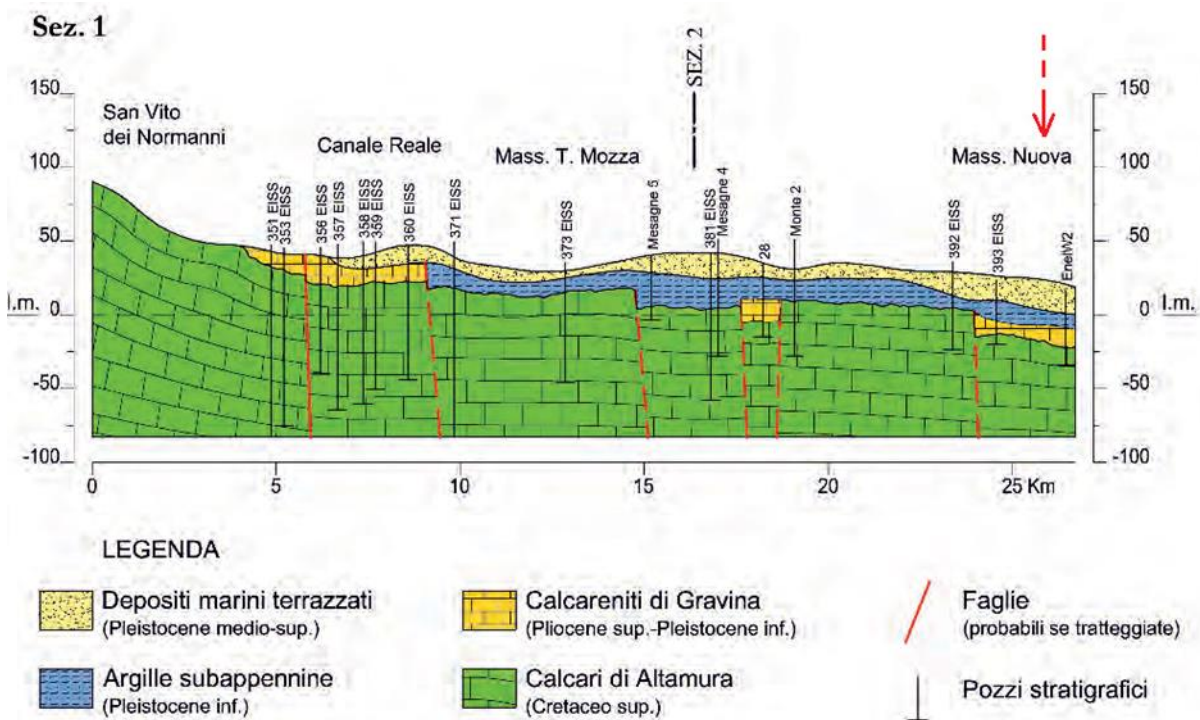 Sez. 1
SEZ. 2
150
100
50
l.m. 0
-50
-100
150
100
50
0 l.m.
-50
-100
San Vito
dei Normanni
Canale Reale
Mass. T. Mozza
Mass. Nuova
351 EISS
353 EISS
356 EISS
357 EISS
358 EISS
359 EISS
360 EISS
371 EISS
373 EISS
Mesagne 5
381 EISS
Mesagne 4
28
Monte 2
392 EISS
393 EISS
EnelW2
0 5 10 15 20 25 Km
LEGENDA
Depositi marini terrazzati
(Pleistocene medio-sup.)
Argille subappennine
(Pleistocene inf.)
Calcareniti di Gravina
(Pliocene sup.-Pleistocene inf.)
Calcari di Altamura
(Cretaceo sup.)
Faglie
(probabili se tratteggiate)
Pozzi stratigrafici